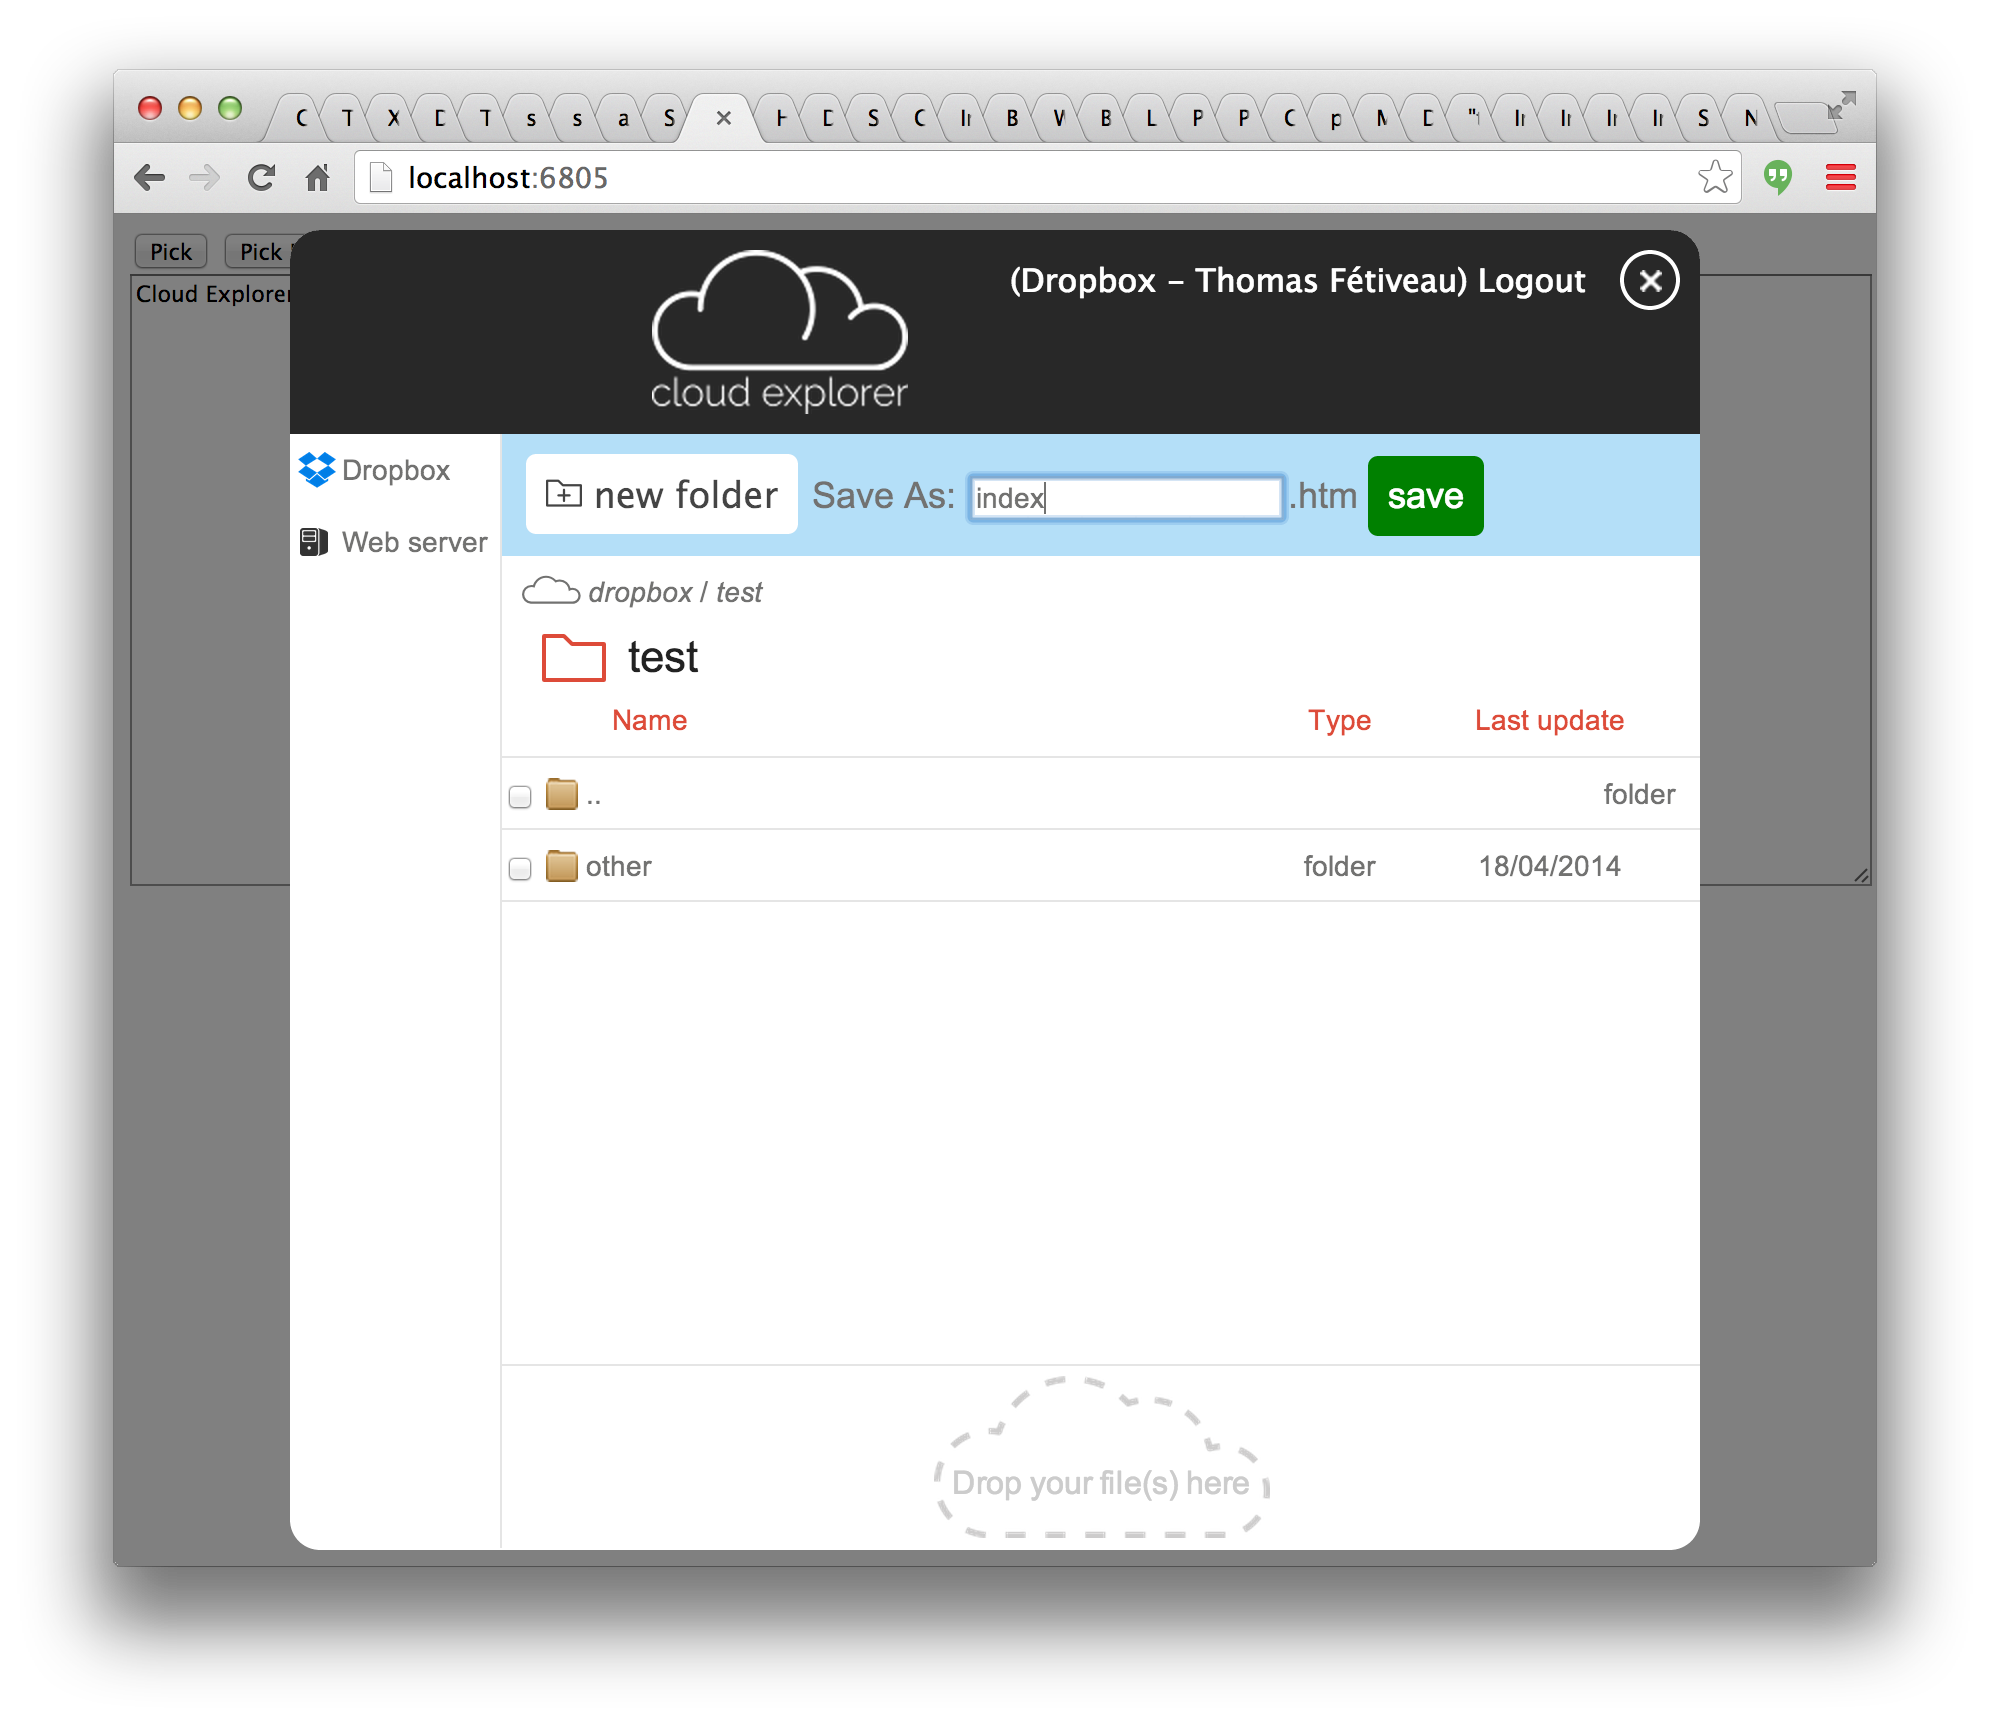 C T X D T s s a S H D S C B W B L P P C p M D S N
localhost:6805
Pick Pick
Cloud Explorer
(Dropbox – Thomas Fétiveau) Logout
cloud explorer
Dropbox
Web server
new folder Save As: index .htm save
dropbox / test
test
Name Type Last update
.. folder
other folder 18/04/2014
Drop your file(s) here